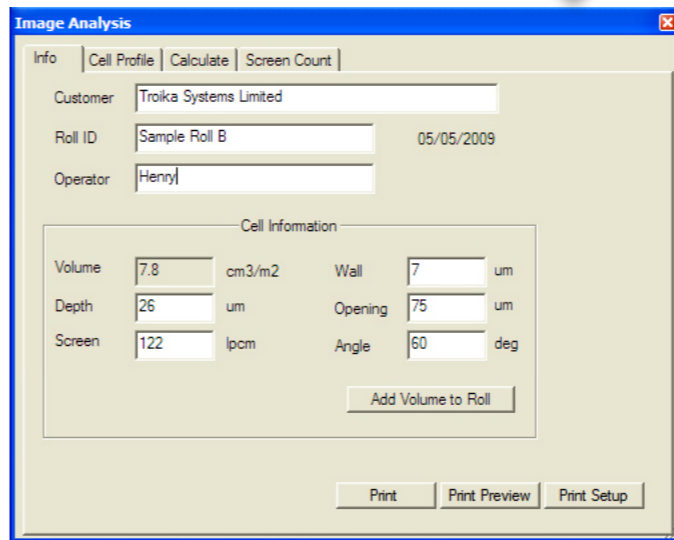 Image Analysis
Info Cell Profile Calculate Screen Count
Customer Troika Systems Limited
Roll ID Sample Roll B 05/05/2009
Operator Henry
Cell Information
Volume 7.8 cm3/m2 Wall 7 um
Depth 26 um Opening 75 um
Screen 122 lpcm Angle 60 deg
Add Volume to Roll
Print Print Preview Print Setup